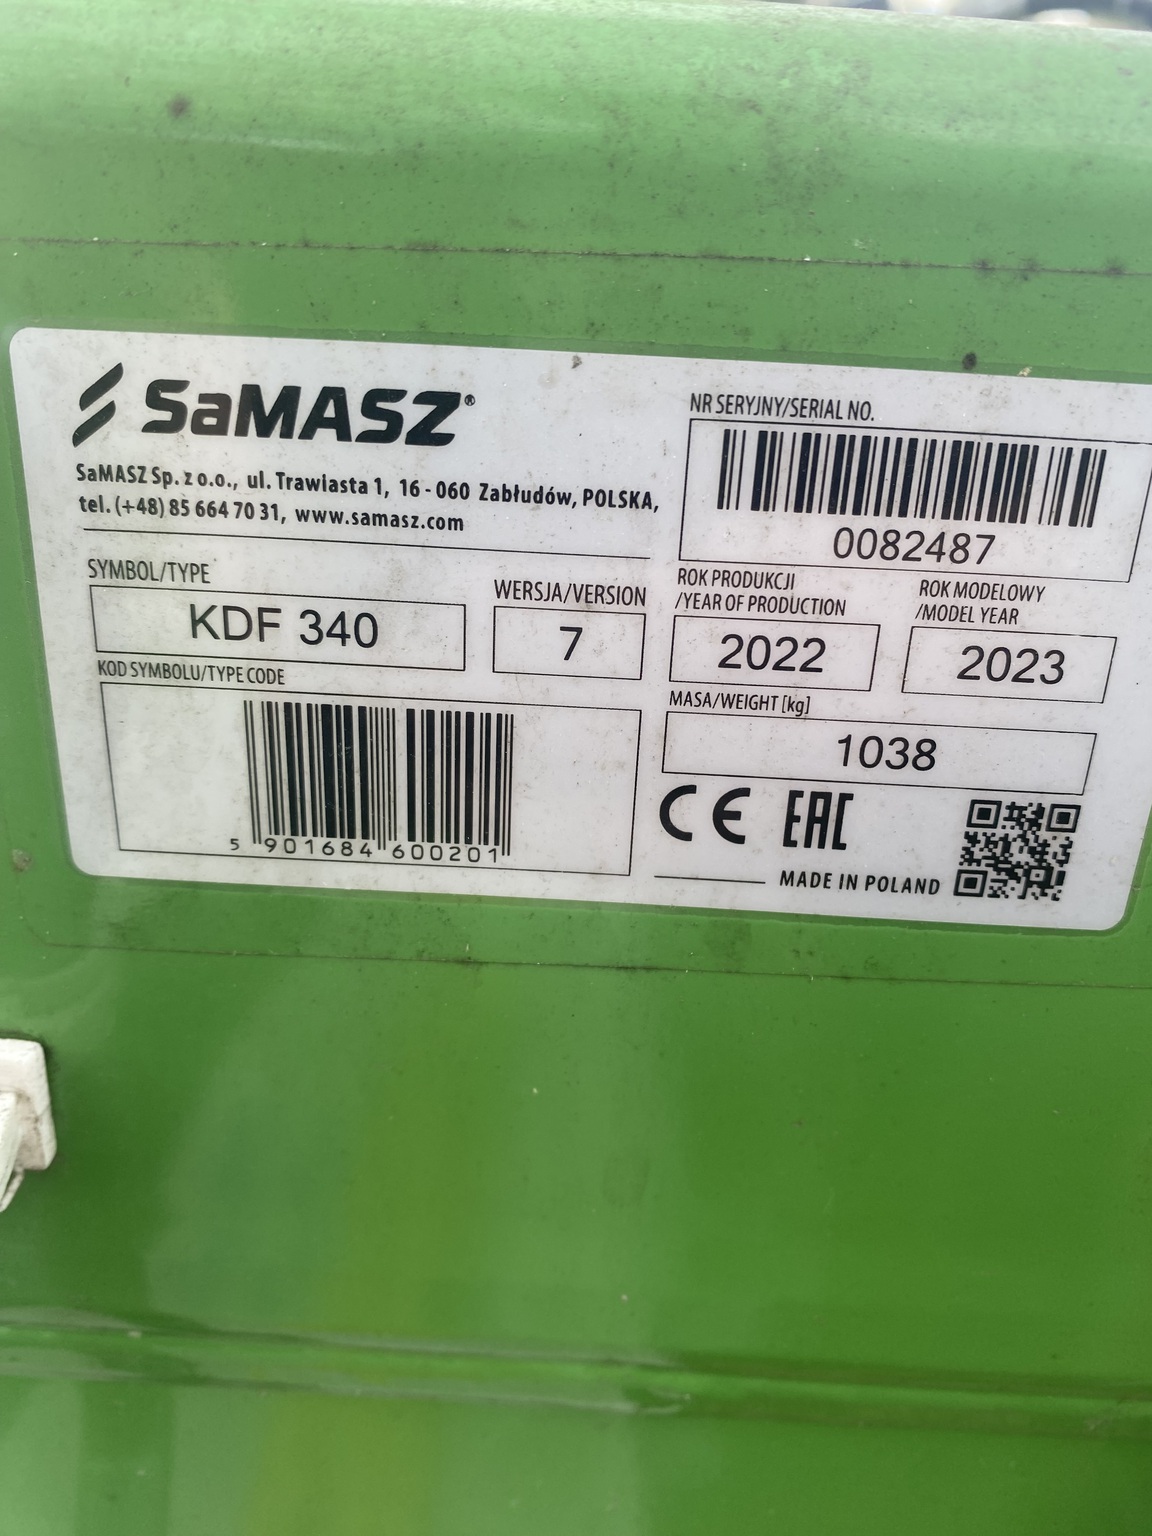 SaMASZ®
SaMASZ Sp. z o.o., ul. Trawiasta 1, 16 - 060 Zabłudów, POLSKA,
tel. (+48) 85 664 70 31, www.samasz.com
NR SERYJNY/SERIAL NO.
0082487
SYMBOL/TYPE
KDF 340
WERSJA/VERSION
7
ROK PRODUKCJI
/YEAR OF PRODUCTION
2022
ROK MODELOWY
/MODEL YEAR
2023
KOD SYMBOLU/TYPE CODE
5 901684 600201
MASA/WEIGHT [kg]
1038
CE EAC
MADE IN POLAND